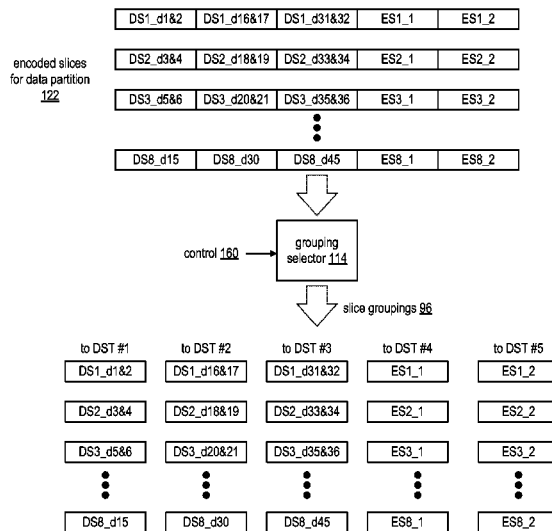 DS1_d1&2 DS1_d16&17 DS1_d31&32 ES1_1 ES1_2
encoded slices
for data partition
122
DS2_d3&4 DS2_d18&19 DS2_d33&34 ES2_1 ES2_2
DS3_d5&6 DS3_d20&21 DS3_d35&36 ES3_1 ES3_2
DS8_d15 DS8_d30 DS8_d45 ES8_1 ES8_2
control 160
grouping
selector 114
slice groupings 96
to DST #1 to DST #2 to DST #3 to DST #4 to DST #5
DS1_d1&2 DS1_d16&17 DS1_d31&32 ES1_1 ES1_2
DS2_d3&4 DS2_d18&19 DS2_d33&34 ES2_1 ES2_2
DS3_d5&6 DS3_d20&21 DS3_d35&36 ES3_1 ES3_2
DS8_d15 DS8_d30 DS8_d45 ES8_1 ES8_2